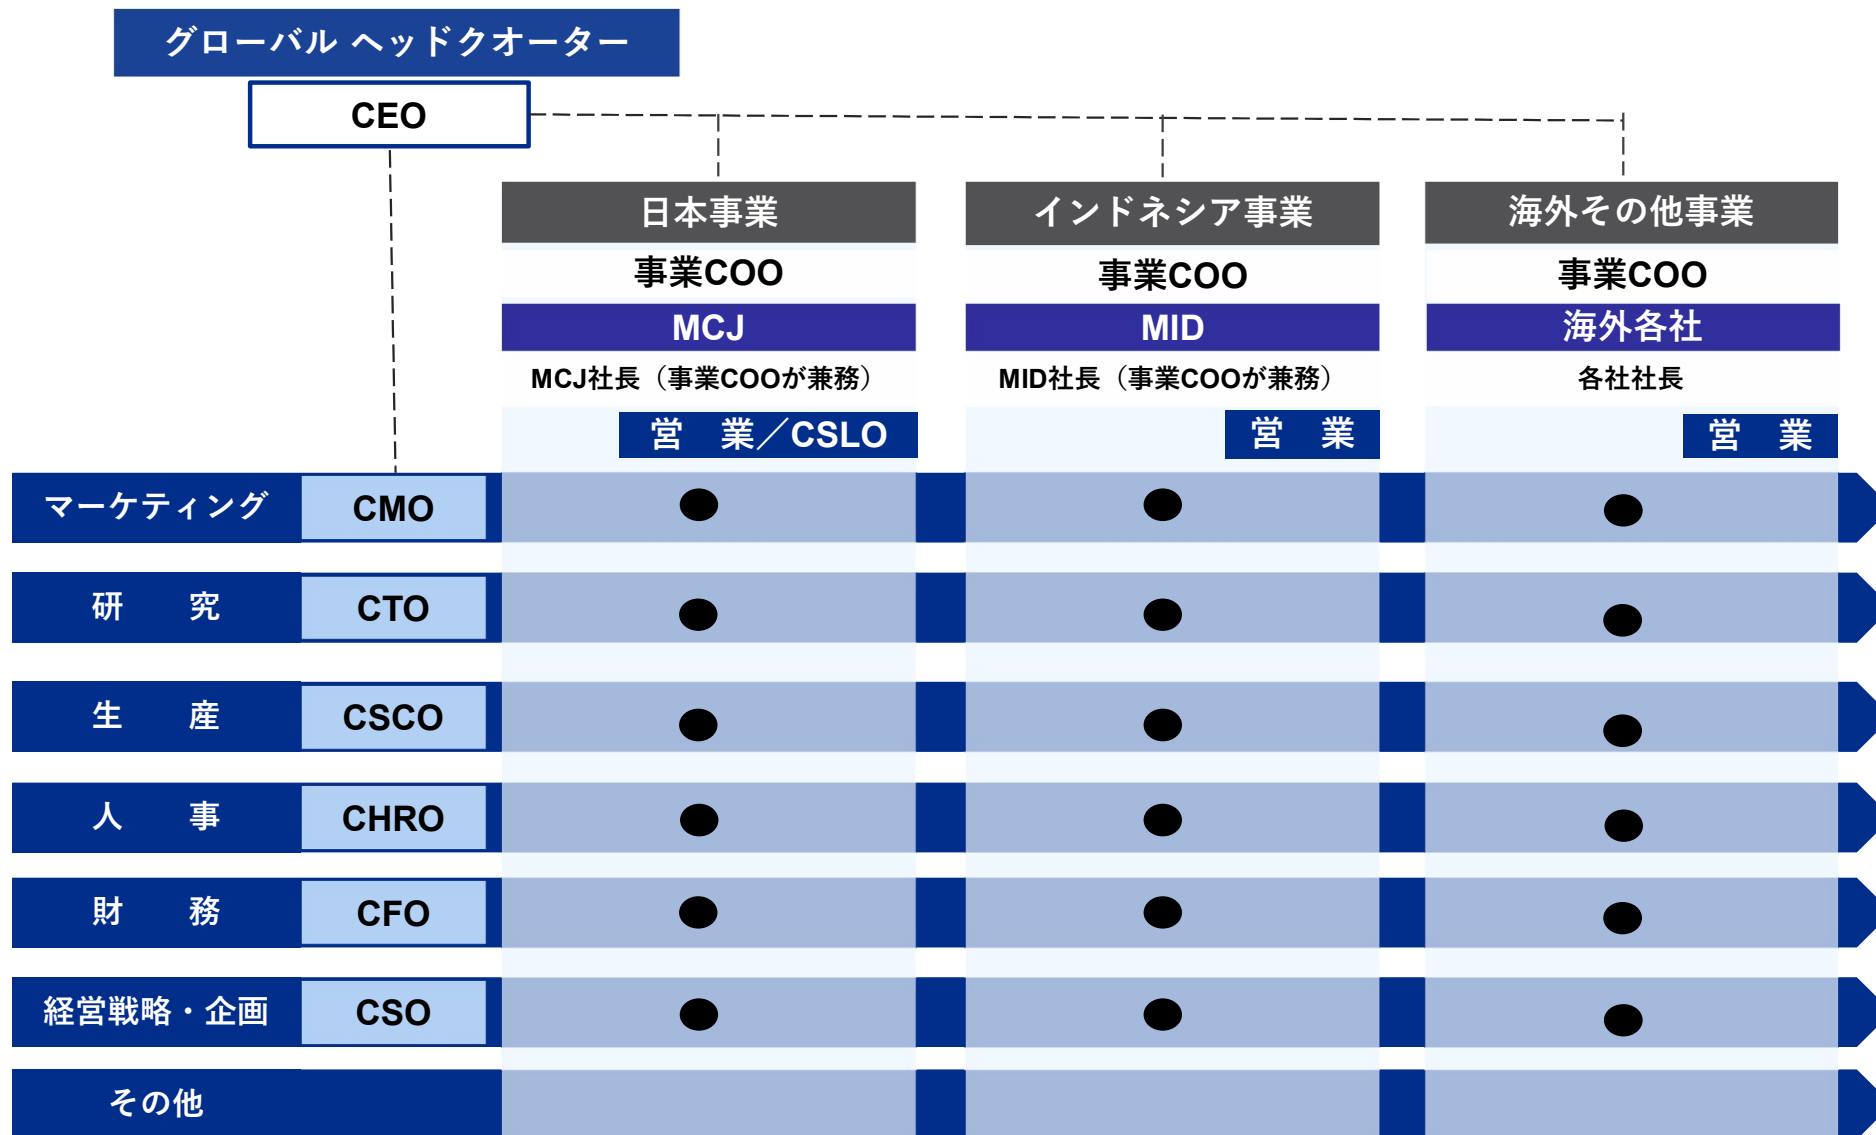 グローバル ヘッドクオーター
CEO
日本事業
インドネシア事業
海外その他事業
事業COO
事業COO
事業COO
MCJ
MID
海外各社
MCJ社長（事業COOが兼務）
MID社長（事業COOが兼務）
各社社長
営　業／CSLO
営　業
営　業
マーケティング
CMO
研　　究
CTO
生　　産
CSCO
人　　事
CHRO
財　　務
CFO
経営戦略・企画
CSO
その他